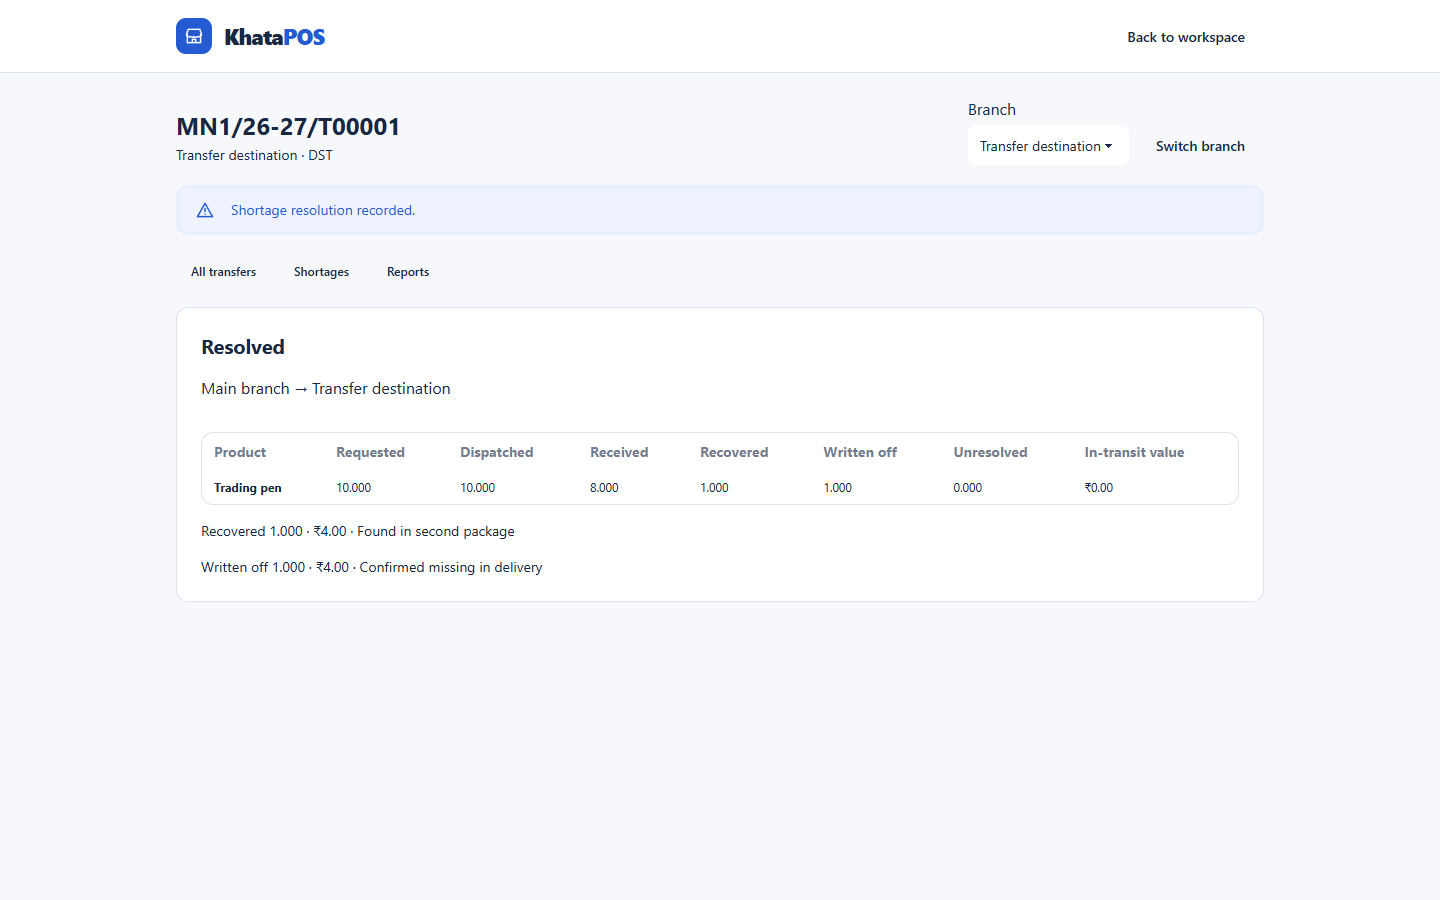 KhataPOS
Back to workspace
MN1/26-27/T00001
Transfer destination · DST
Branch
Transfer destination
Switch branch
Shortage resolution recorded.
All transfers Shortages Reports
Resolved
Main branch → Transfer destination
Product Requested Dispatched Received Recovered Written off Unresolved In-transit value
Trading pen 10.000 10.000 8.000 1.000 1.000 0.000 ₹0.00
Recovered 1.000 · ₹4.00 · Found in second package
Written off 1.000 · ₹4.00 · Confirmed missing in delivery